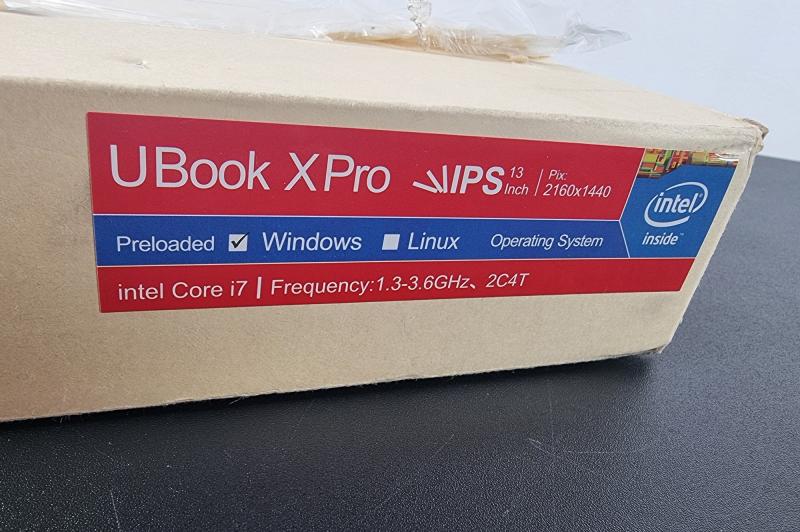 UBook XPro IPS 13 Inch | Pix: 2160x1440
Preloaded ☑ Windows ☐ Linux Operating System
intel Core i7 | Frequency:1.3-3.6GHz、2C4T
intel
inside™